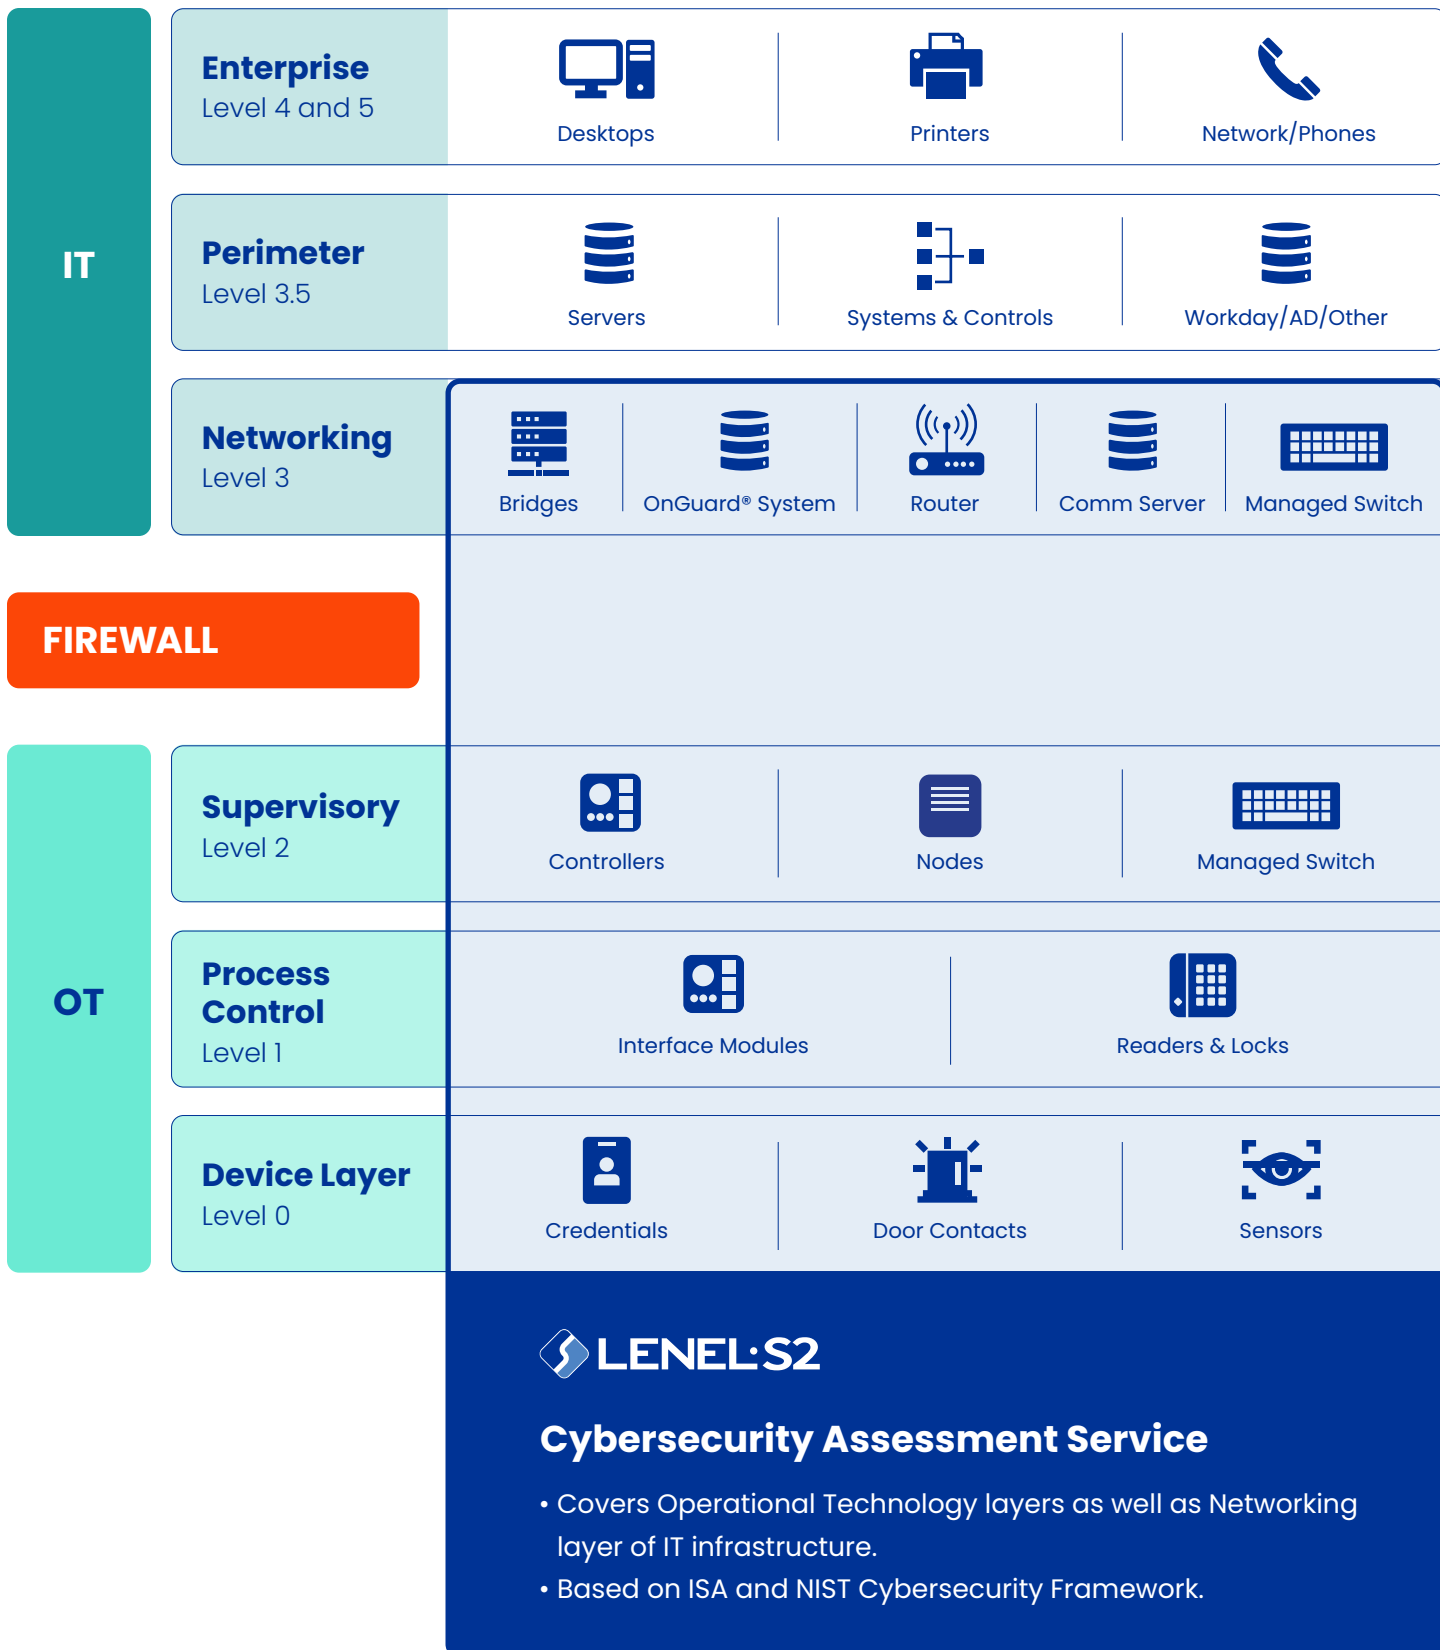 IT
Enterprise
Level 4 and 5
Desktops
Printers
Network/Phones
Perimeter
Level 3.5
Servers
Systems & Controls
Workday/AD/Other
Networking
Level 3
Bridges
OnGuard® System
Router
Comm Server
Managed Switch
FIREWALL
OT
Supervisory
Level 2
Controllers
Nodes
Managed Switch
Process
Control
Level 1
Interface Modules
Readers & Locks
Device Layer
Level 0
Credentials
Door Contacts
Sensors
LENEL·S2
Cybersecurity Assessment Service
• Covers Operational Technology layers as well as Networking
layer of IT infrastructure.
• Based on ISA and NIST Cybersecurity Framework.